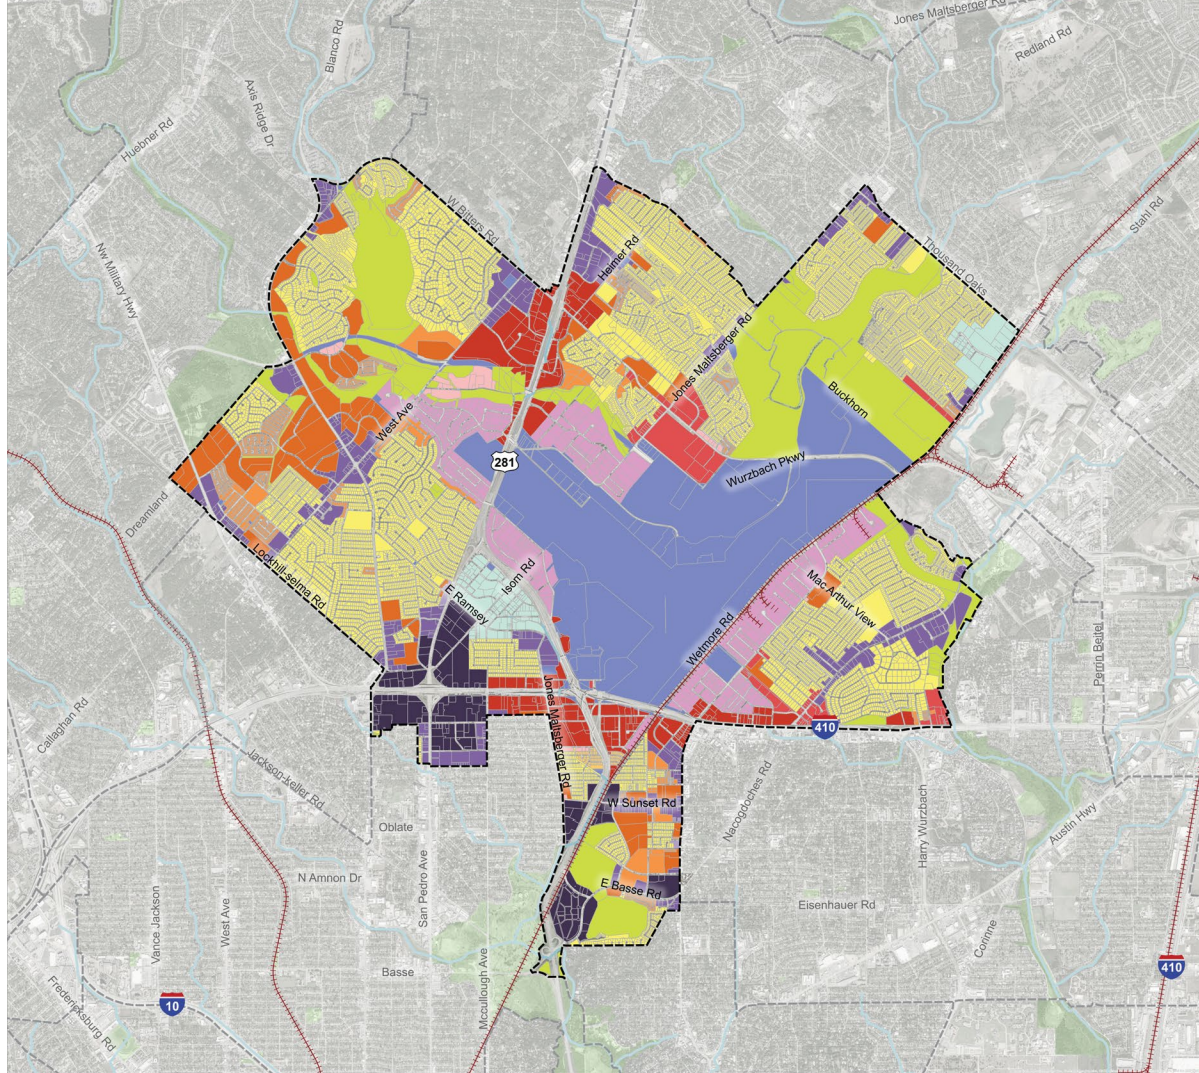 Jones Maltsberger Rd
Redland Rd
Blanco Rd
Axis Ridge Dr
Huebner Rd
W Bitters Rd
Stahl Rd
Heimer Rd
Thousand Oaks
Nw Military Hwy
Jones Maltsberger Rd
Buckhorn
West Ave
281
Wurzbach Pkwy
Dreamland
Lockhill-selma Rd
E Ramsey
Isom Rd
Mac Arthur View
Wetmore Rd
Perrin Beitel
Callaghan Rd
Jones Maltsberger Rd
410
Jackson-keller Rd
W Sunset Rd
Nacogdoches Rd
Harry Wurzbach
Austin Hwy
Oblate
N Amnon Dr
San Pedro Ave
E Basse Rd
Eisenhauer Rd
Vance Jackson
West Ave
Corinne
Basse
Mccullough Ave
410
10
Fredericksburg Rd